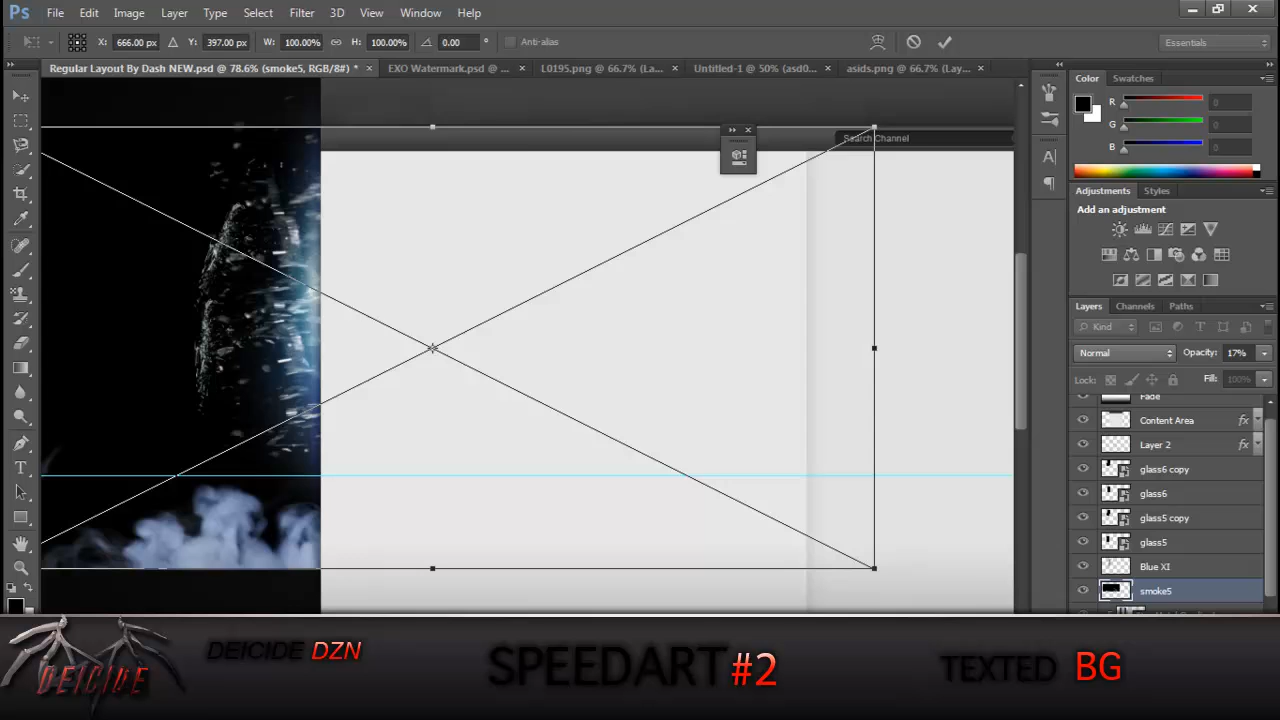 Ps File Edit Image Layer Type Select Filter 3D View Window Help
X: 666.00 px Y: 397.00 px W: 100.00% H: 100.00% 0.00 ° Anti-alias Essentials
Regular Layout By Dash NEW.psd @ 78.6% (smoke5, RGB/8#) * × EXO Watermark.psd @ ... × L0195.png @ 66.7% (La... × Untitled-1 @ 50% (asd0... × asids.png @ 66.7% (Lay... ×
Color Swatches
R 0
G 0
B 0
Search Channel
Adjustments Styles
Add an adjustment
Layers Channels Paths
Kind
Normal Opacity: 17%
Lock: Fill: 100%
Fade
Content Area fx
Layer 2 fx
glass6 copy
glass6
glass5 copy
glass5
Blue XI
smoke5
DEICIDE
DEICIDE DZN
SPEEDART #2
TEXTED BG